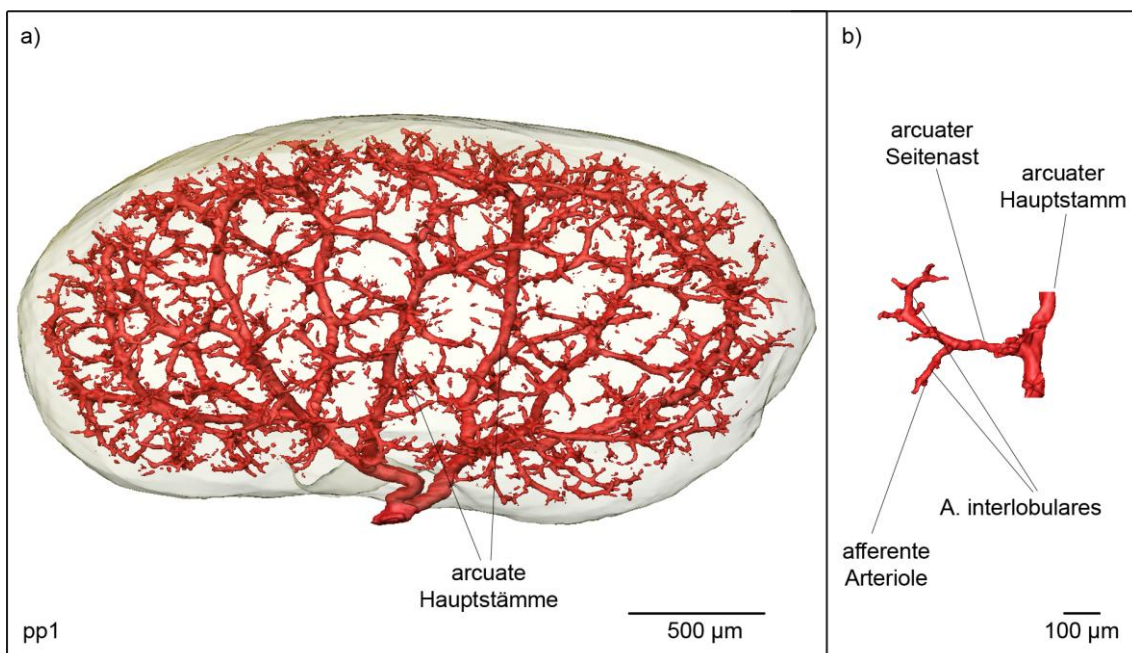 a)
arcuate
Hauptstämme
pp1
500 µm
b)
arcuater
Seitenast
arcuater
Hauptstamm
A. interlobulares
afferente
Arteriole
100 µm